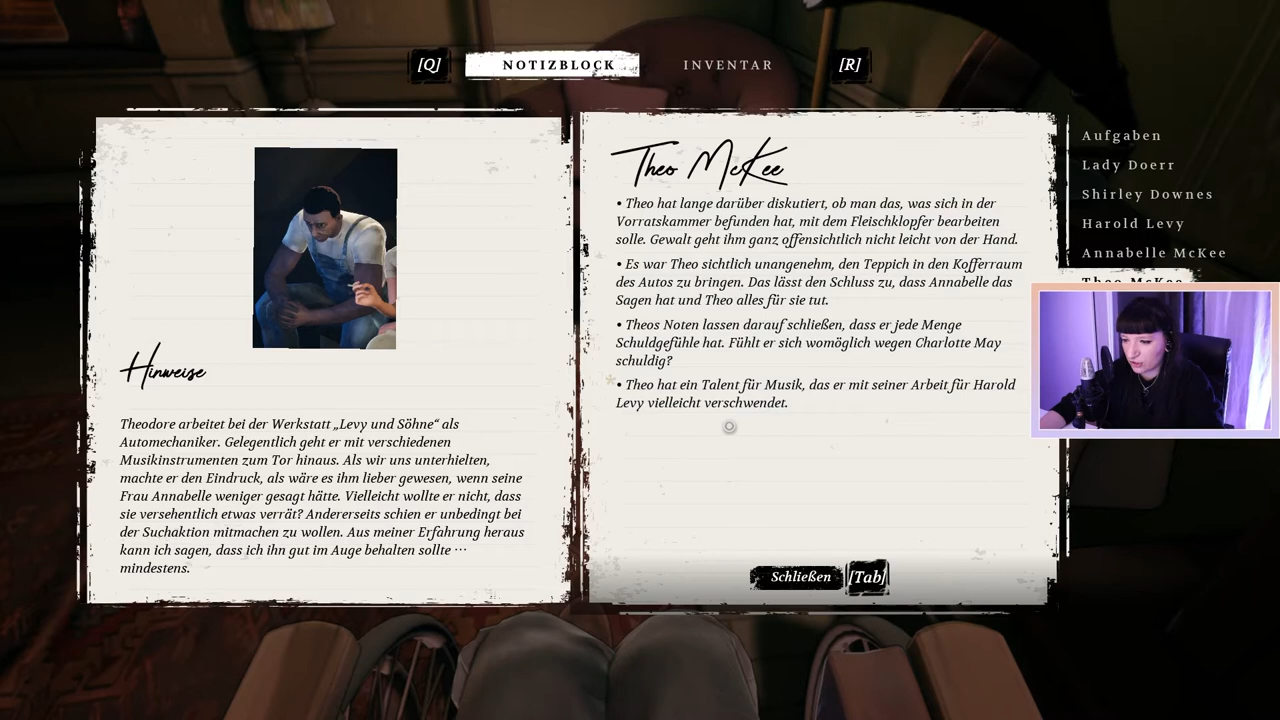 [Q]
NOTIZBLOCK
INVENTAR
[R]
Hinweise
Theodore arbeitet bei der Werkstatt „Levy und Söhne“ als
Automechaniker. Gelegentlich geht er mit verschiedenen
Musikinstrumenten zum Tor hinaus. Als wir uns unterhielten,
machte er den Eindruck, als wäre es ihm lieber gewesen, wenn seine
Frau Annabelle weniger gesagt hätte. Vielleicht wollte er nicht, dass
sie versehentlich etwas verrät? Andererseits schien er unbedingt bei
der Suchaktion mitmachen zu wollen. Aus meiner Erfahrung heraus
kann ich sagen, dass ich ihn gut im Auge behalten sollte ···
mindestens.
Theo McKee
• Theo hat lange darüber diskutiert, ob man das, was sich in der
Vorratskammer befunden hat, mit dem Fleischklopfer bearbeiten
solle. Gewalt geht ihm ganz offensichtlich nicht leicht von der Hand.
• Es war Theo sichtlich unangenehm, den Teppich in den Kofferraum
des Autos zu bringen. Das lässt den Schluss zu, dass Annabelle das
Sagen hat und Theo alles für sie tut.
• Theos Noten lassen darauf schließen, dass er jede Menge
Schuldgefühle hat. Fühlt er sich womöglich wegen Charlotte May
schuldig?
• Theo hat ein Talent für Musik, das er mit seiner Arbeit für Harold
Levy vielleicht verschwendet.
Schließen
[Tab]
Aufgaben
Lady Doerr
Shirley Downes
Harold Levy
Annabelle McKee
Theo McKee